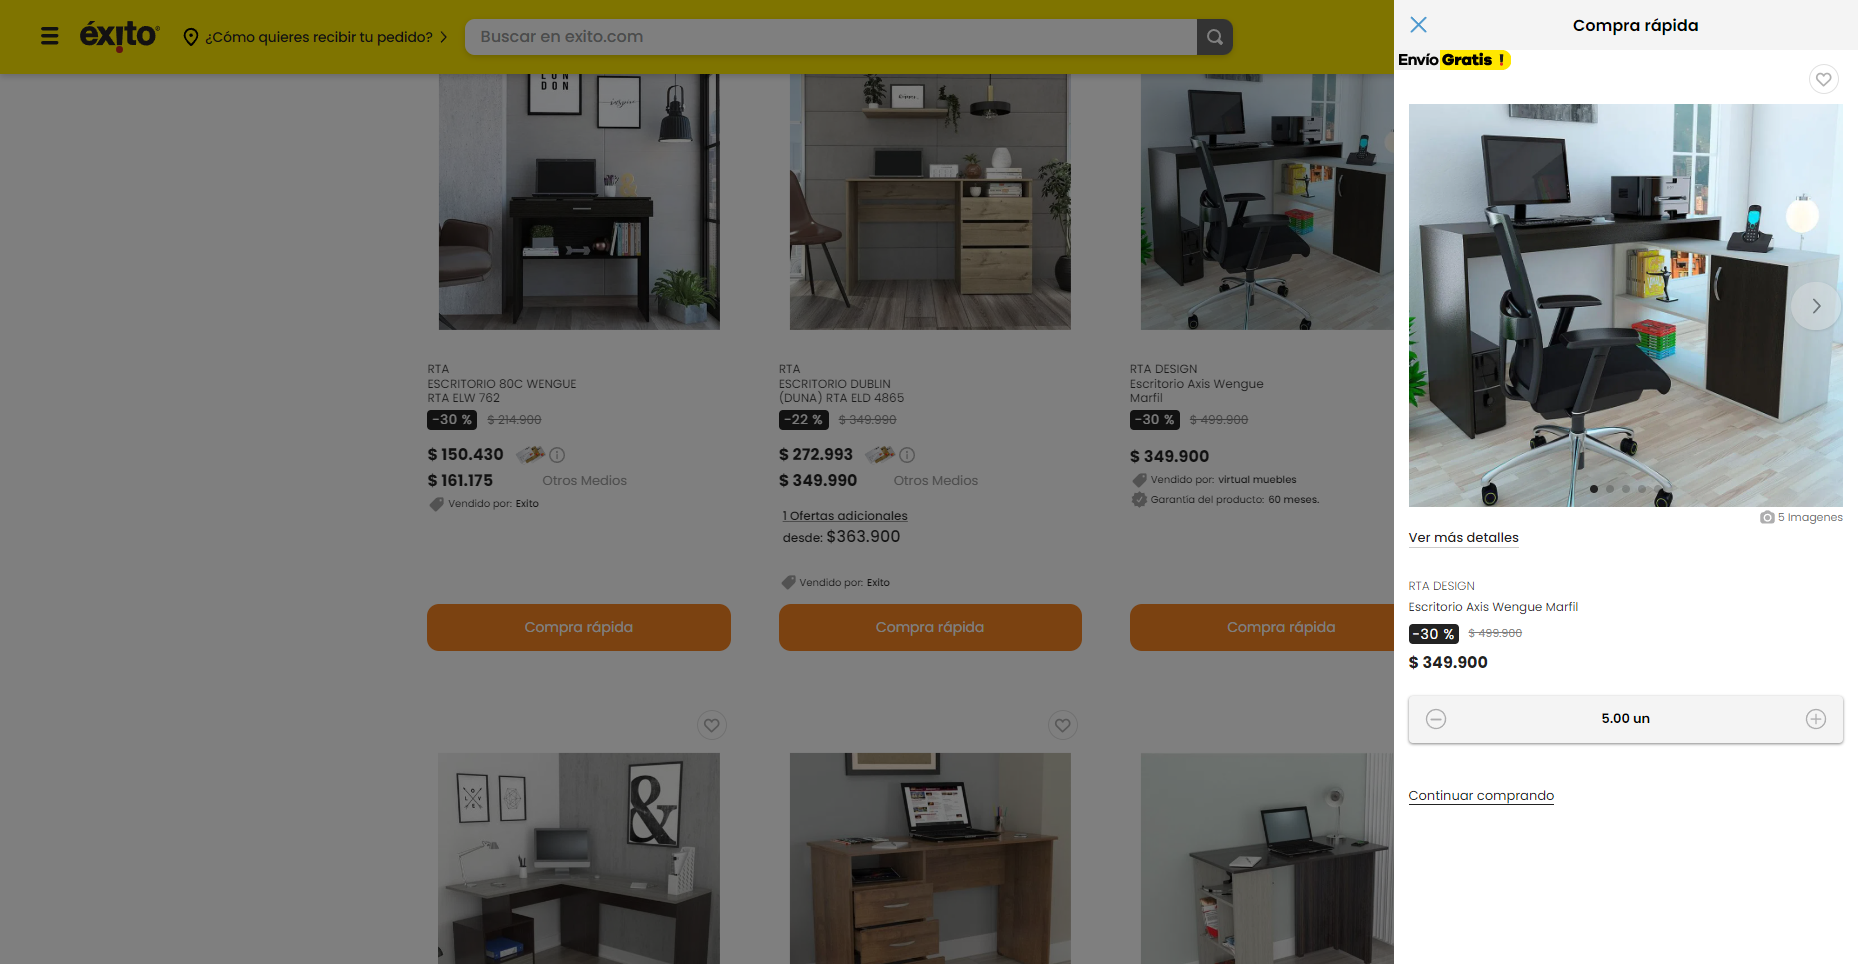 éxito
¿Cómo quieres recibir tu pedido?
Buscar en exito.com
Compra rápida
Envío Gratis !
LON
DON
inspire
RTA
ESCRITORIO 80C WENGUE
RTA ELW 762
-30 % $ 214.900
$ 150.430
$ 161.175 Otros Medios
Vendido por: Exito
Compra rápida
RTA
ESCRITORIO DUBLIN
(DUNA) RTA ELD 4865
-22 % $ 349.990
$ 272.993
$ 349.990 Otros Medios
1 Ofertas adicionales
desde: $363.900
Vendido por: Exito
Compra rápida
RTA DESIGN
Escritorio Axis Wengue
Marfil
-30 % $ 499.900
$ 349.900
Vendido por: virtual muebles
Garantía del producto: 60 meses.
Compra rápida
LOVE
&
5 Imagenes
Ver más detalles
RTA DESIGN
Escritorio Axis Wengue Marfil
-30 % $ 499.900
$ 349.900
5.00 un
Continuar comprando